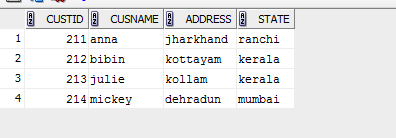 CUSTID CUSNAME ADDRESS STATE
1 211 anna jharkhand ranchi
2 212 bibin kottayam kerala
3 213 julie kollam kerala
4 214 mickey dehradun mumbai